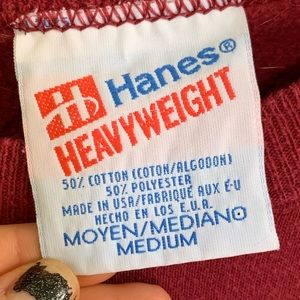 Hanes®
HEAVYWEIGHT
50% COTTON (COTON/ALGODON)
50% POLYESTER
MADE IN USA/FABRIQUÉ AUX É-U
HECHO EN LOS E.U.A.
MOYEN/MEDIANO
MEDIUM